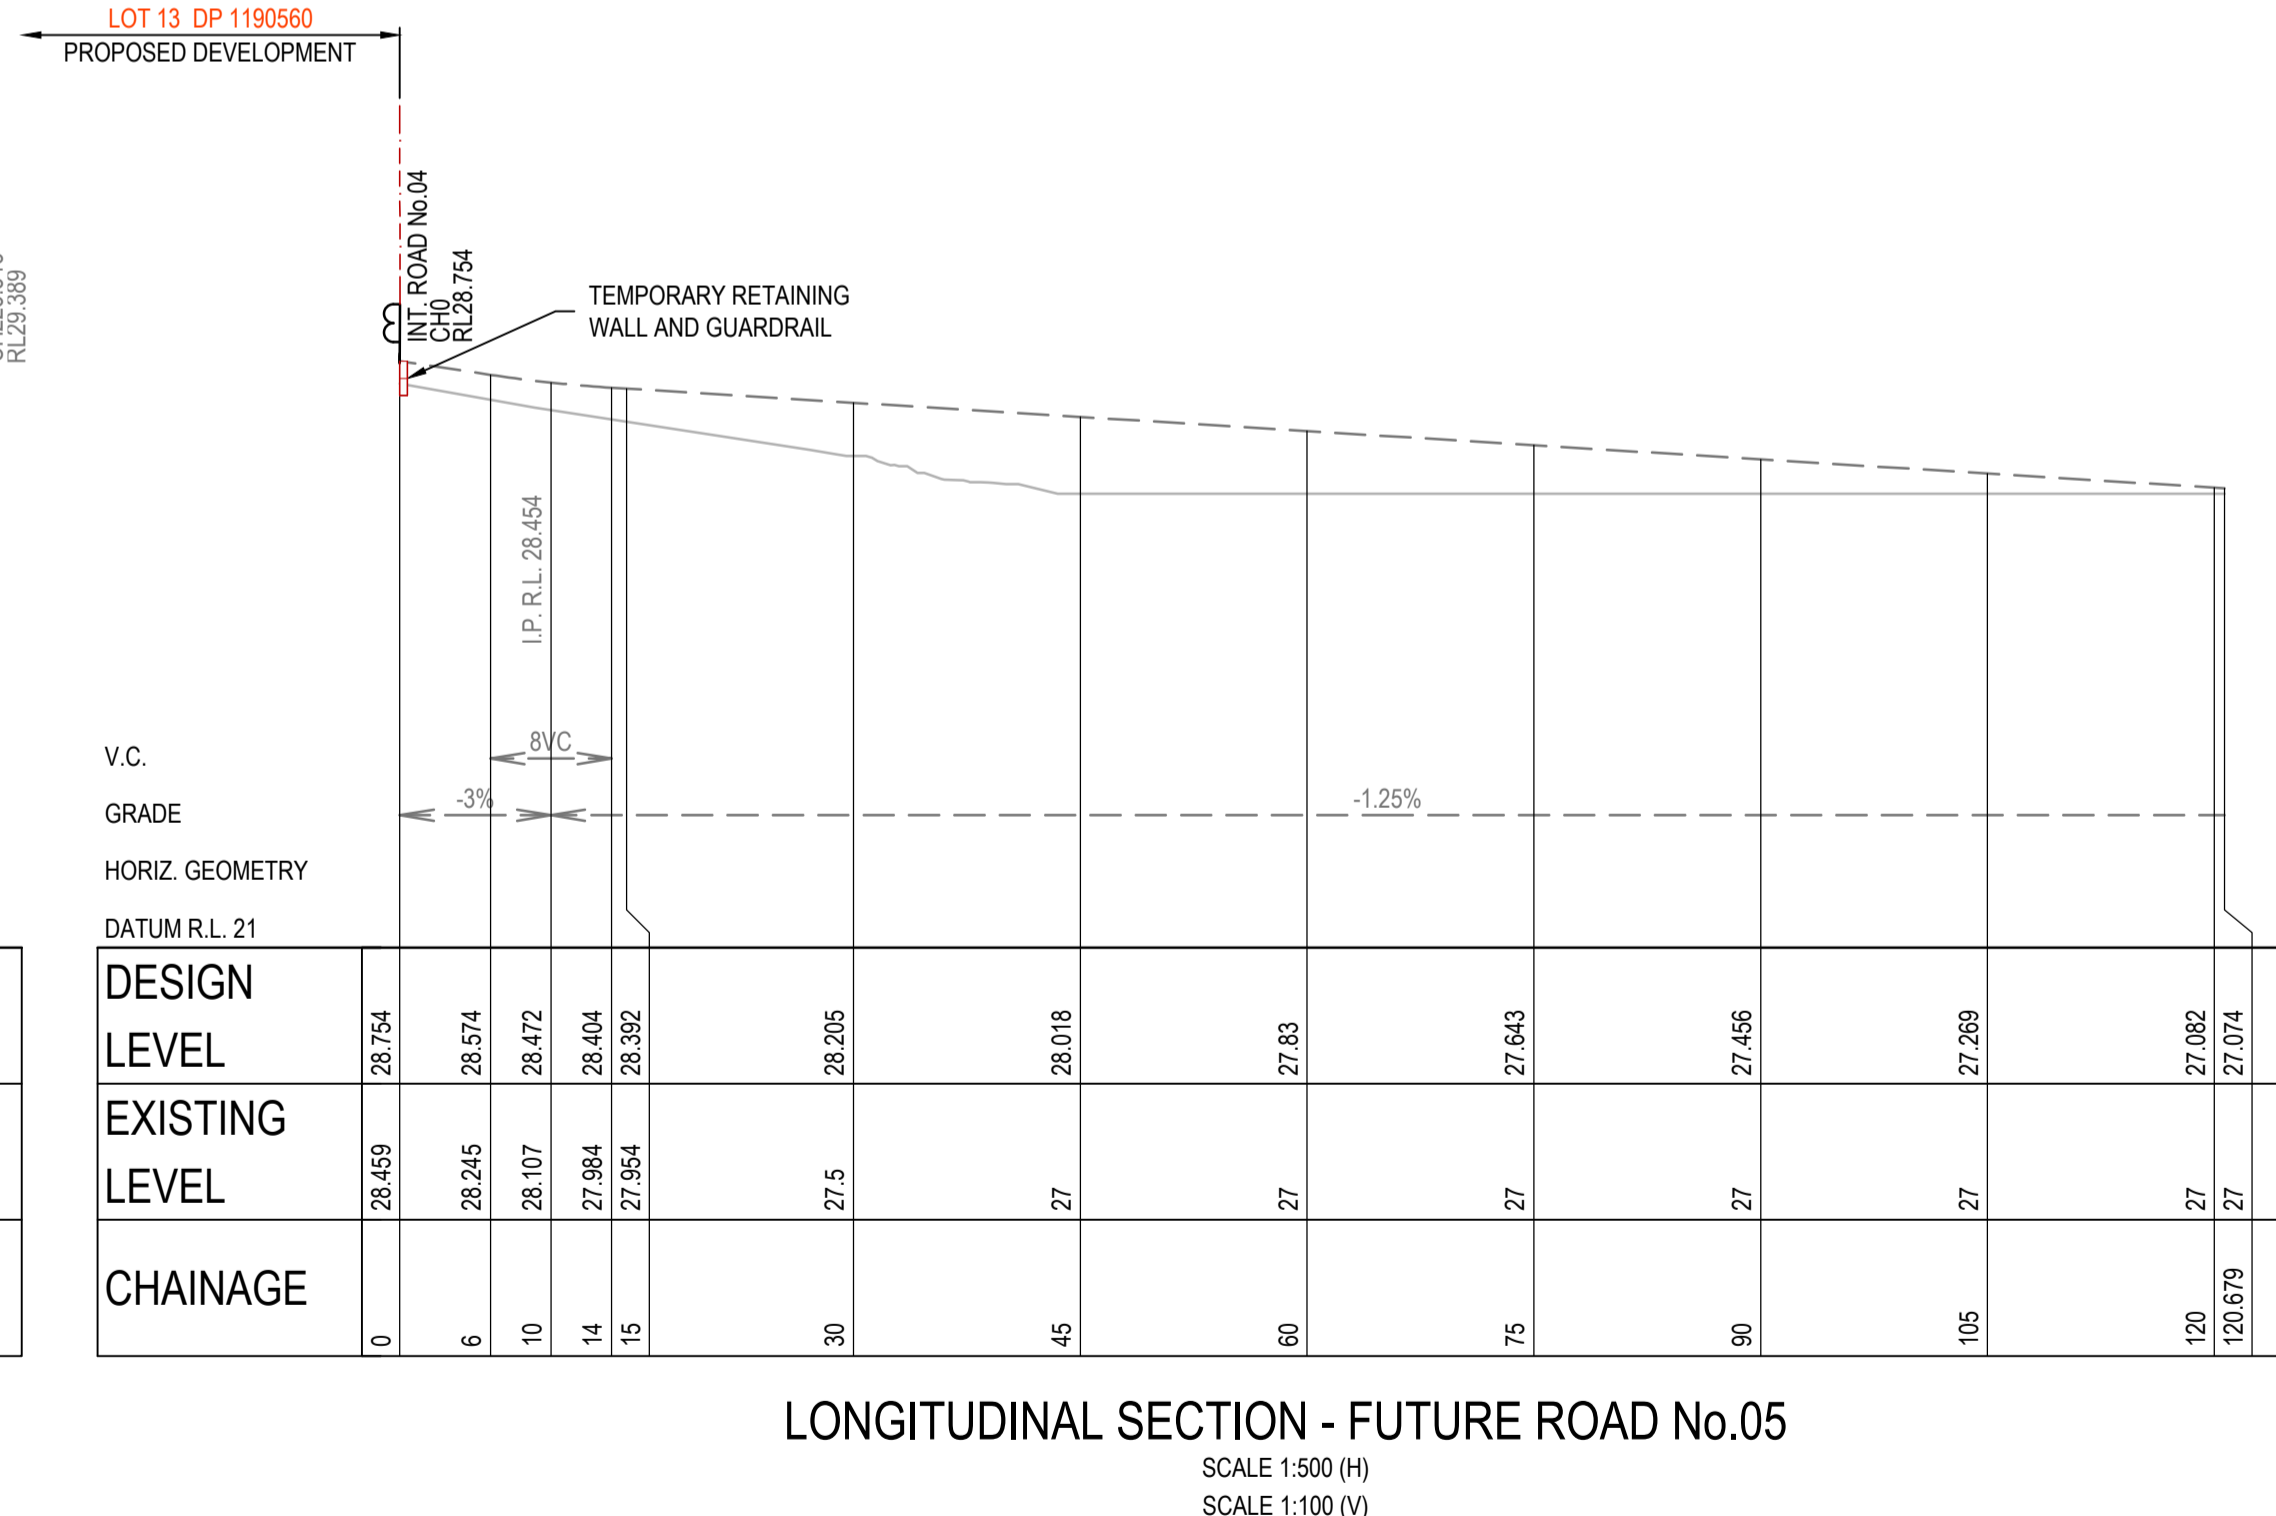 LOT 13 DP 1190560
PROPOSED DEVELOPMENT
RL29.389
INT. ROAD No.04
CH0
RL28.754
TEMPORARY RETAINING
WALL AND GUARDRAIL
I.P. R.L. 28.454
V.C.
8VC
GRADE
-3%
-1.25%
HORIZ. GEOMETRY
DATUM R.L. 21
DESIGN
LEVEL
28.754 28.574 28.472 28.404 28.392 28.205 28.018 27.83 27.643 27.456 27.269 27.082 27.074
EXISTING
LEVEL
28.459 28.245 28.107 27.984 27.954 27.5 27 27 27 27 27 27 27
CHAINAGE
0 6 10 14 15 30 45 60 75 90 105 120 120.679
LONGITUDINAL SECTION - FUTURE ROAD No.05
SCALE 1:500 (H)
SCALE 1:100 (V)